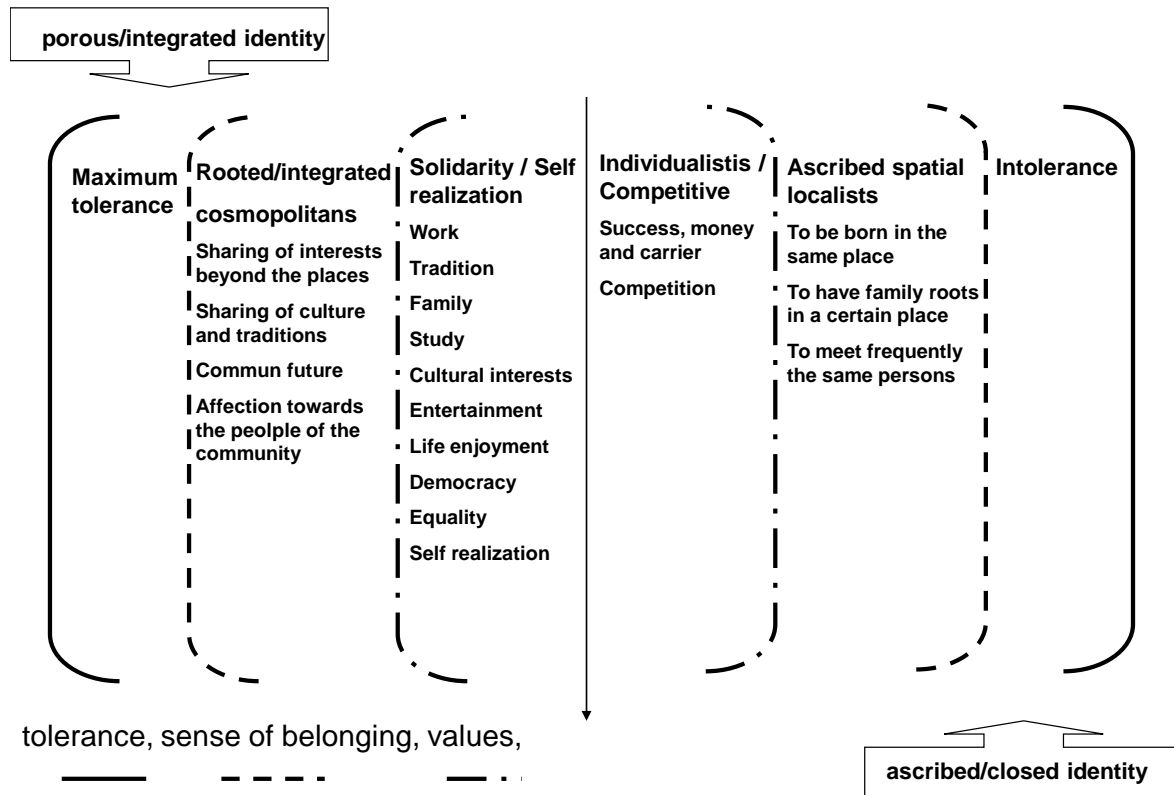 porous/integrated identity
Maximum
tolerance
Rooted/integrated
cosmopolitans
Sharing of interests
beyond the places
Sharing of culture
and traditions
Commun future
Affection towards
the peolple of the
community
Solidarity / Self
realization
Work
Tradition
Family
Study
Cultural interests
Entertainment
Life enjoyment
Democracy
Equality
Self realization
Individualistis /
Competitive
Success, money
and carrier
Competition
Ascribed spatial
localists
To be born in the
same place
To have family roots
in a certain place
To meet frequently
the same persons
Intolerance
tolerance, sense of belonging, values,
ascribed/closed identity